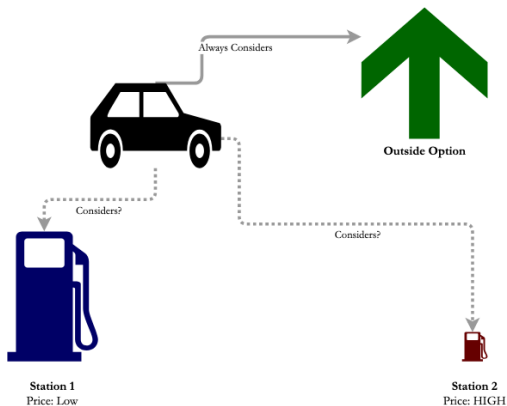 Always Considers
Outside Option
Considers?
Considers?
Station 1
Price: Low
Station 2
Price: HIGH